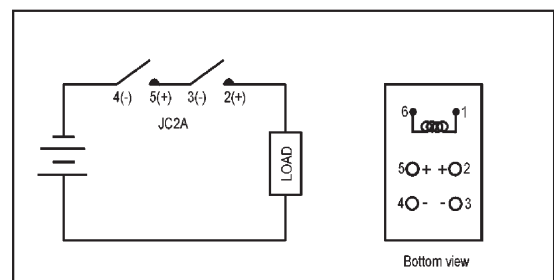 4(-) 5(+) 3(-) 2(+)
JC2A
LOAD
6 1
5 + + 2
4 - - 3
Bottom view